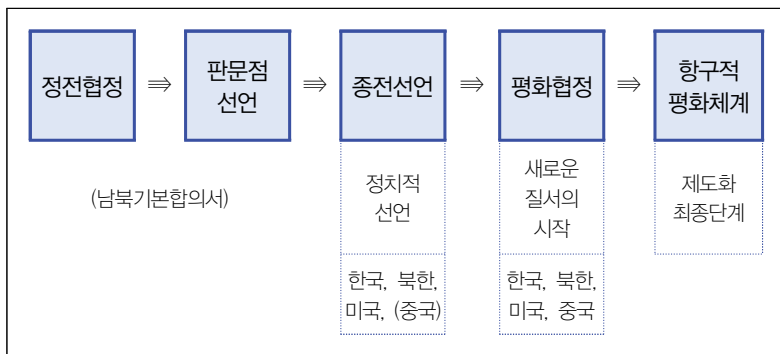 정전협정 ⇛ 판문점 선언 ⇛ 종전선언 ⇛ 평화협정 ⇛ 항구적 평화체계
(남북기본합의서)
정치적
선언
새로운
질서의
시작
제도화
최종단계
한국, 북한,
미국, (중국)
한국, 북한,
미국, 중국